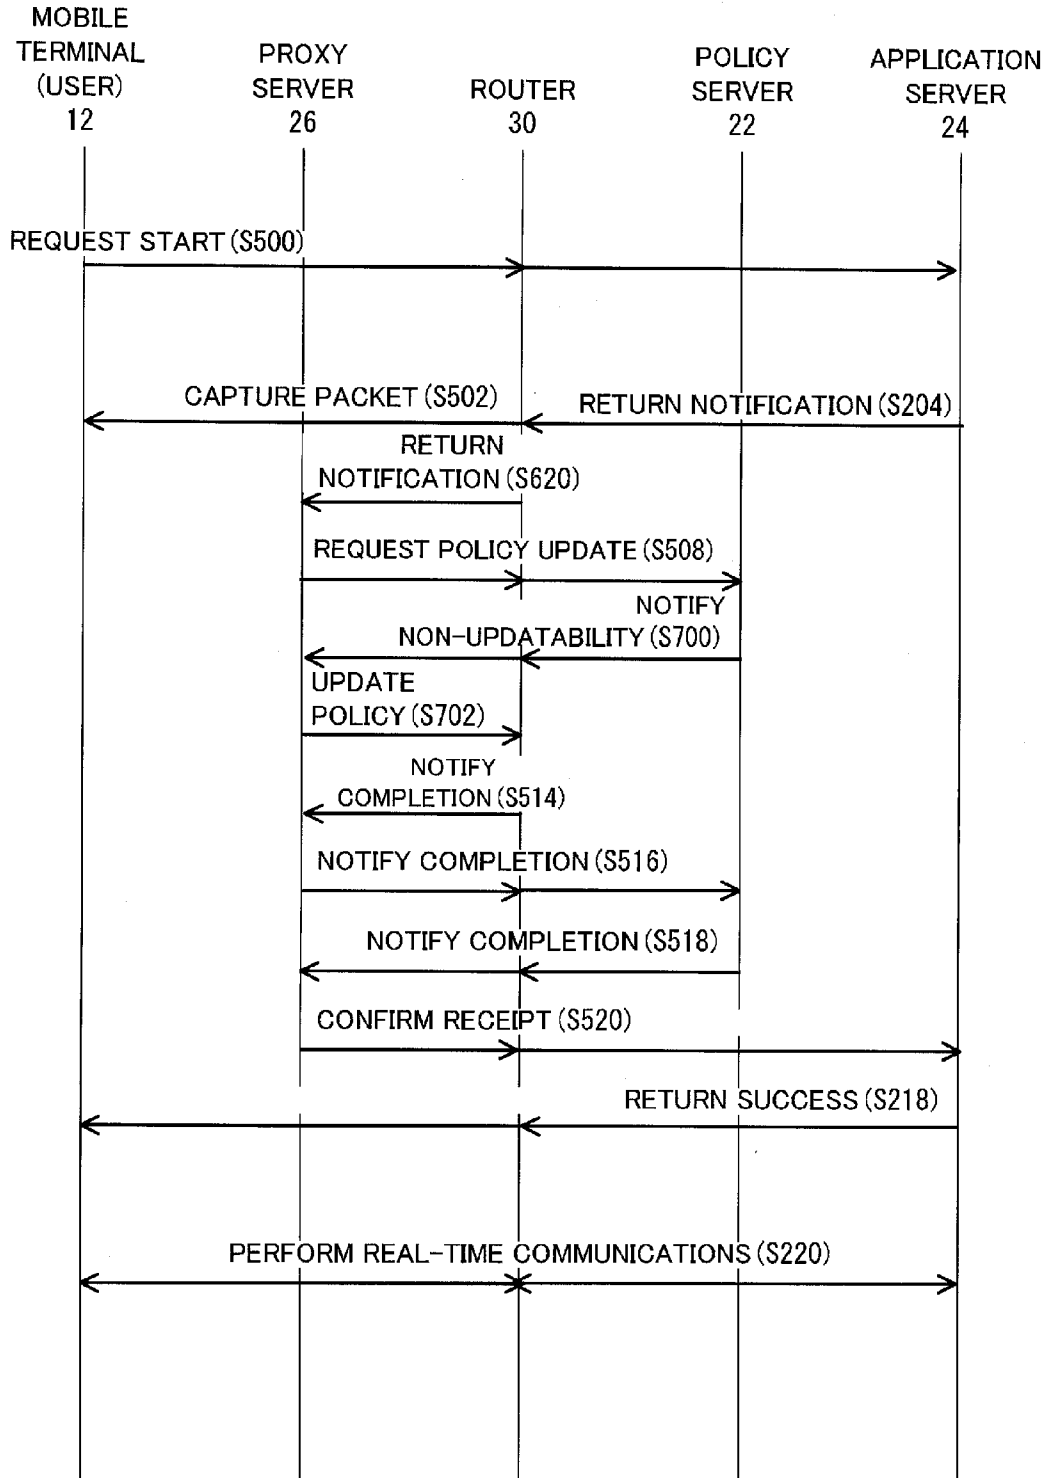 MOBILE
TERMINAL
(USER)
12
PROXY
SERVER
26
ROUTER
30
POLICY
SERVER
22
APPLICATION
SERVER
24
REQUEST START (S500)
CAPTURE PACKET (S502)
RETURN NOTIFICATION (S204)
RETURN
NOTIFICATION (S620)
REQUEST POLICY UPDATE (S508)
NOTIFY
NON-UPDATABILITY (S700)
UPDATE
POLICY (S702)
NOTIFY
COMPLETION (S514)
NOTIFY COMPLETION (S516)
NOTIFY COMPLETION (S518)
CONFIRM RECEIPT (S520)
RETURN SUCCESS (S218)
PERFORM REAL-TIME COMMUNICATIONS (S220)